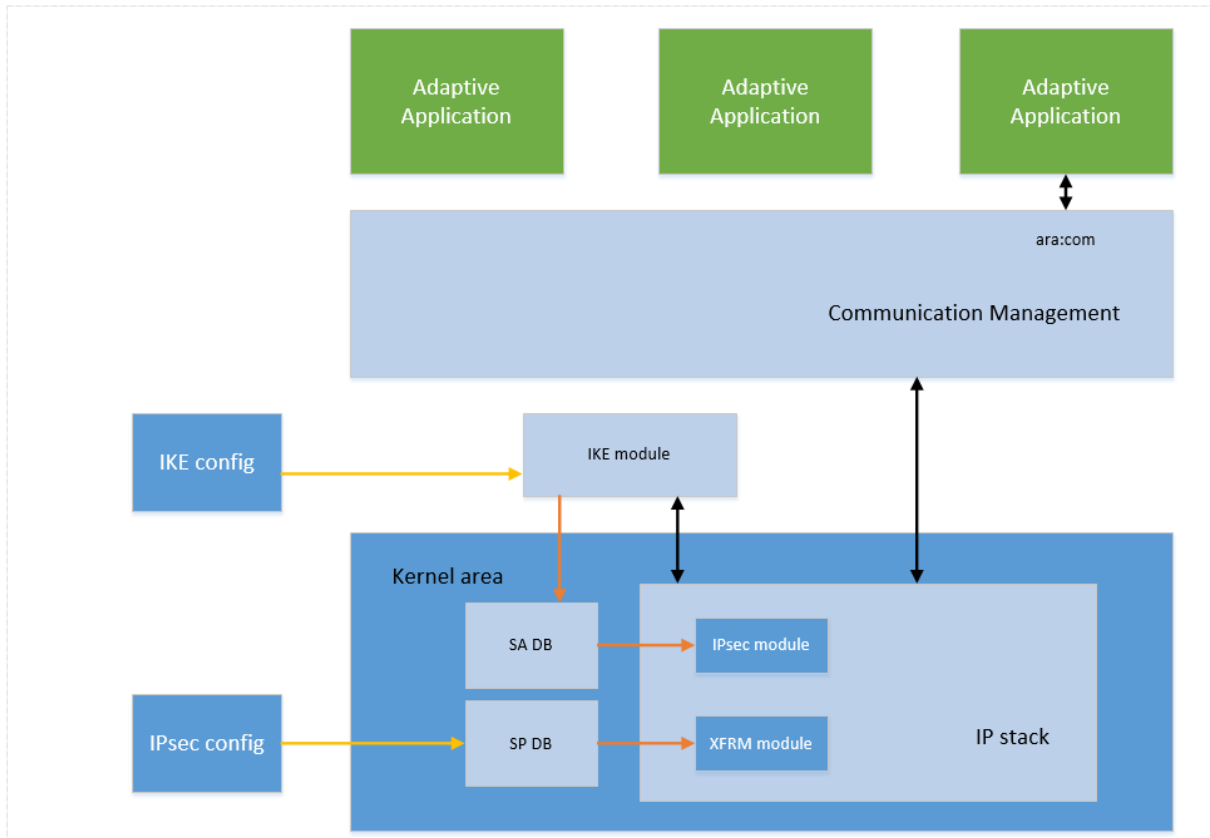 Adaptive
Application
Adaptive
Application
Adaptive
Application
ara:com
Communication Management
IKE config
IKE module
Kernel area
SA DB
IPsec module
IPsec config
SP DB
XFRM module
IP stack